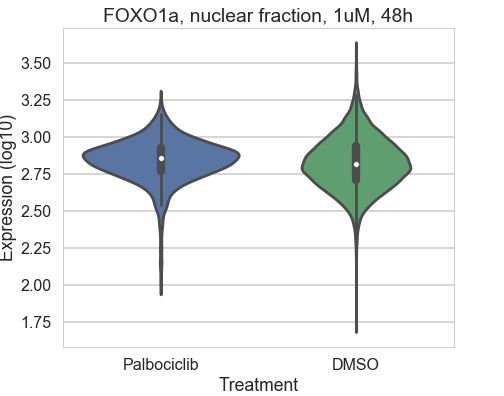 FOXO1a, nuclear fraction, 1uM, 48h
Expression (log10)
3.50
3.25
3.00
2.75
2.50
2.25
2.00
1.75
Palbociclib
DMSO
Treatment